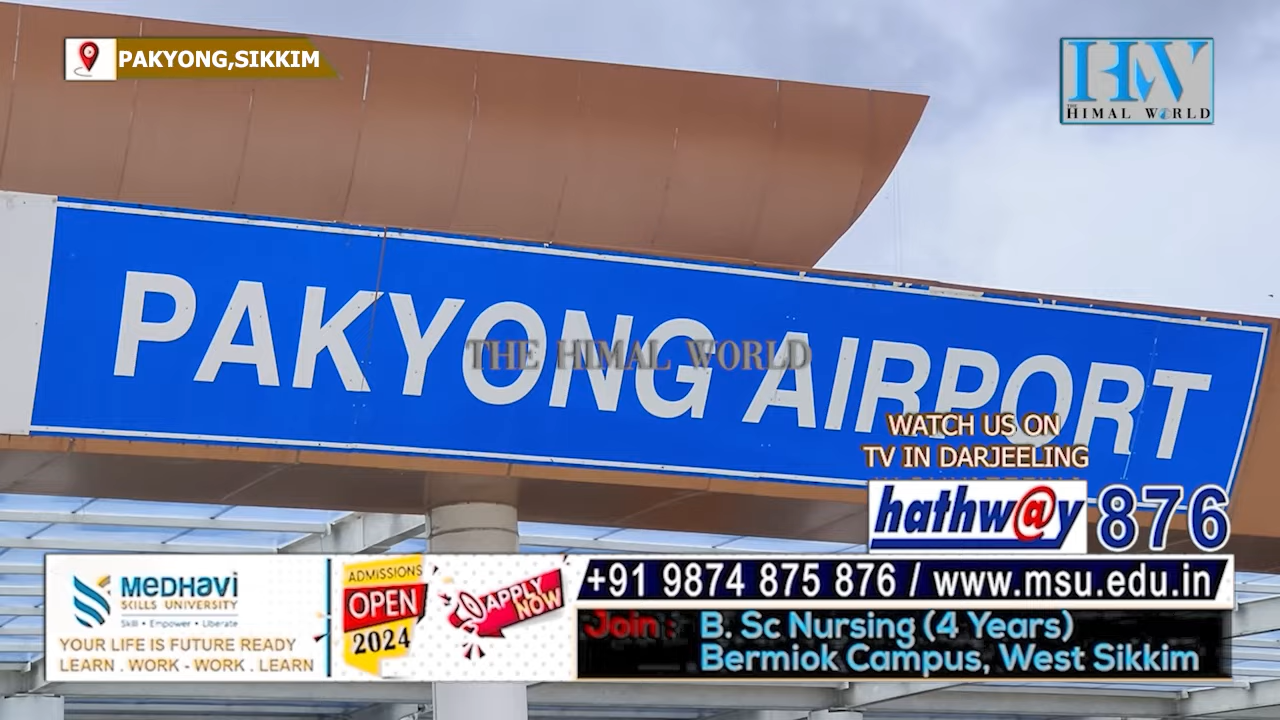 PAKYONG,SIKKIM
HW
THE
HIMAL WORLD
PAKYONG AIRPORT
THE HIMAL WORLD
WATCH US ON
TV IN DARJEELING
hathw@y 876
MEDHAVI
SKILLS UNIVERSITY
Skill • Empower • Liberate
YOUR LIFE IS FUTURE READY
LEARN . WORK - WORK . LEARN
ADMISSIONS
OPEN
2024
APPLY
NOW
+91 9874 875 876 / www.msu.edu.in
Join : B. Sc Nursing (4 Years)
Bermiok Campus, West Sikkim